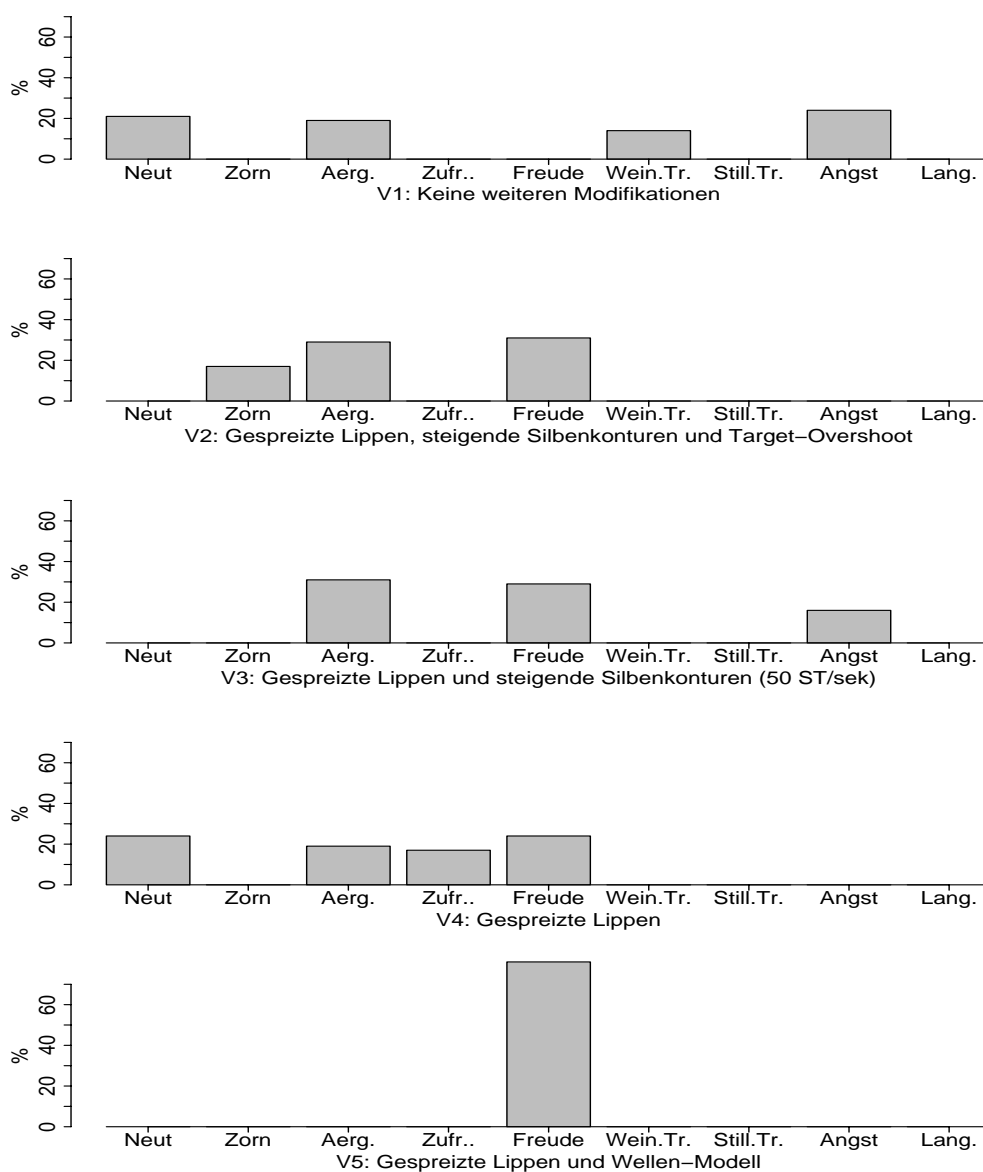 60
40
20
0
%
Neut Zorn Aerg. Zufr.. Freude Wein.Tr. Still.Tr. Angst Lang.
V1: Keine weiteren Modifikationen
60
40
20
0
%
Neut Zorn Aerg. Zufr.. Freude Wein.Tr. Still.Tr. Angst Lang.
V2: Gespreizte Lippen, steigende Silbenkonturen und Target−Overshoot
60
40
20
0
%
Neut Zorn Aerg. Zufr.. Freude Wein.Tr. Still.Tr. Angst Lang.
V3: Gespreizte Lippen und steigende Silbenkonturen (50 ST/sek)
60
40
20
0
%
Neut Zorn Aerg. Zufr.. Freude Wein.Tr. Still.Tr. Angst Lang.
V4: Gespreizte Lippen
60
40
20
0
%
Neut Zorn Aerg. Zufr.. Freude Wein.Tr. Still.Tr. Angst Lang.
V5: Gespreizte Lippen und Wellen−Modell